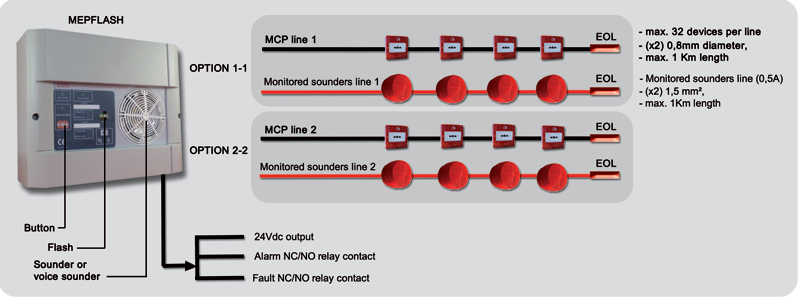 MEPFLASH
MCP line 1
EOL
OPTION 1-1
Monitored sounders line 1
EOL
- max. 32 devices per line
- (x2) 0,8mm diameter,
- max. 1 Km length
- Monitored sounders line (0,5A)
- (x2) 1,5 mm²,
- max. 1Km length
MCP line 2
EOL
OPTION 2-2
Monitored sounders line 2
EOL
Button
Flash
Sounder or
voice sounder
24Vdc output
Alarm NC/NO relay contact
Fault NC/NO relay contact